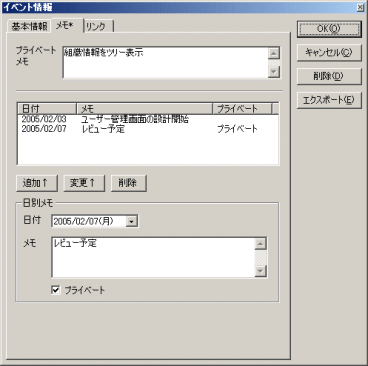 イベント情報
基本情報 メモ* リンク
OK(O)
キャンセル(C)
削除(D)
エクスポート(E)
プライベート
メモ
組織情報をツリー表示
日付 メモ プライベート
2005/02/03 ユーザー管理画面の設計開始
2005/02/07 レビュー予定 プライベート
追加↑ 変更↑ 削除
日別メモ
日付 2005/02/07(月)
メモ レビュー予定
プライベート